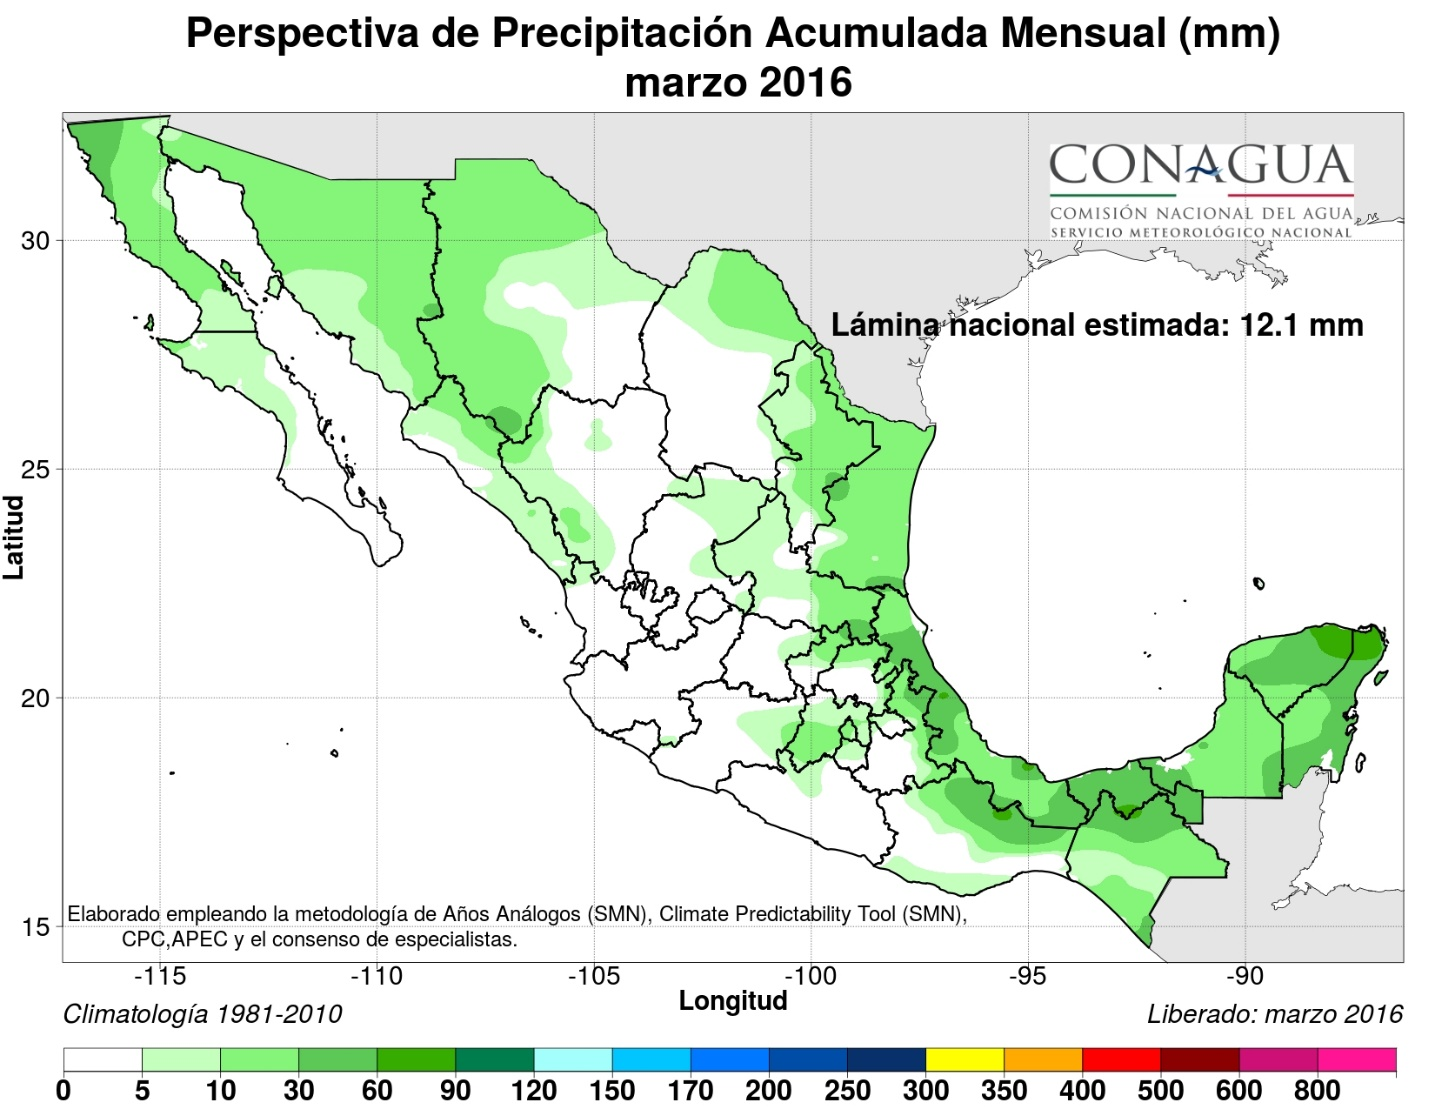 Perspectiva de Precipitación Acumulada Mensual (mm)
marzo 2016
CONAGUA
COMISIÓN NACIONAL DEL AGUA
SERVICIO METEOROLÓGICO NACIONAL
Lámina nacional estimada: 12.1 mm
30
25
20
15
Latitud
Elaborado empleando la metodología de Años Análogos (SMN), Climate Predictability Tool (SMN),
CPC,APEC y el consenso de especialistas.
-115 -110 -105 -100 -95 -90
Longitud
Climatología 1981-2010
Liberado: marzo 2016
0 5 10 30 60 90 120 150 170 200 250 300 350 400 500 600 800